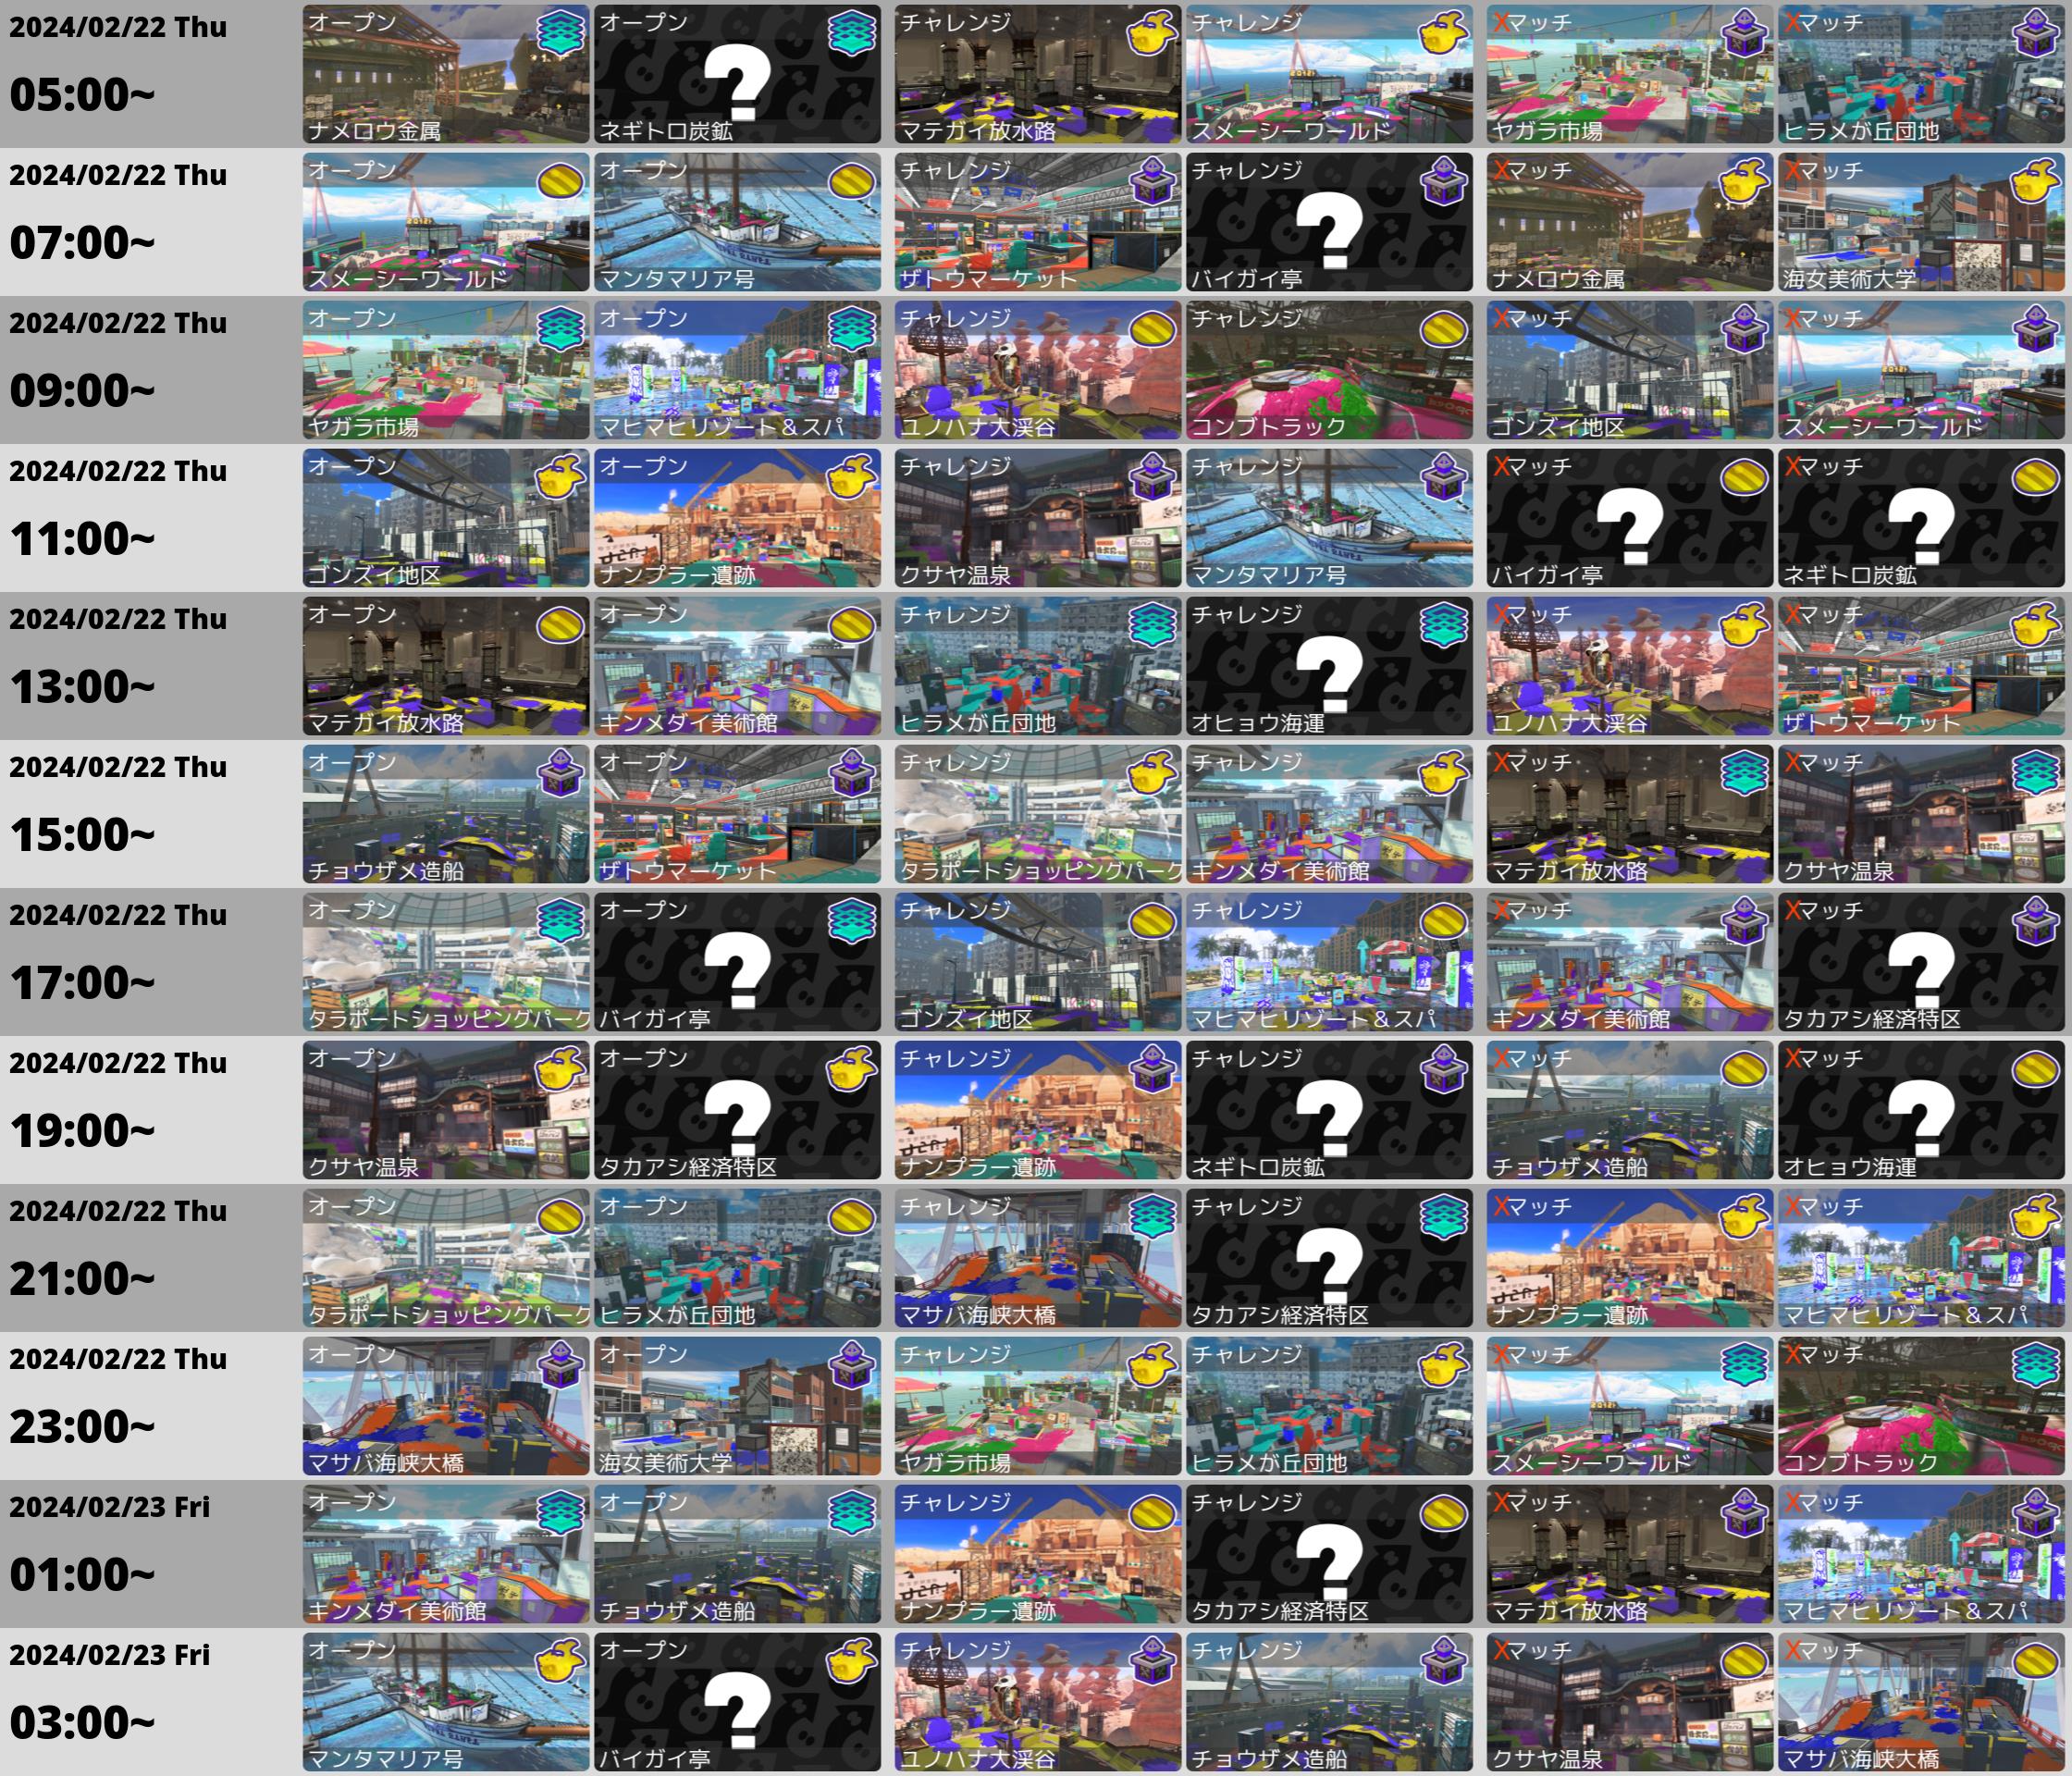 2024/02/22 Thu
05:00~
オープン
ナメロウ金属
オープン
ネギトロ炭鉱
チャレンジ
マテガイ放水路
チャレンジ
スメーシーワールド
Xマッチ
ヤガラ市場
Xマッチ
ヒラメが丘団地
2024/02/22 Thu
07:00~
オープン
スメーシーワールド
オープン
マンタマリア号
チャレンジ
ザトウマーケット
チャレンジ
バイガイ亭
Xマッチ
ナメロウ金属
Xマッチ
海女美術大学
2024/02/22 Thu
09:00~
オープン
ヤガラ市場
オープン
マヒマヒリゾート&スパ
チャレンジ
ユノハナ大渓谷
チャレンジ
コンブトラック
Xマッチ
ゴンズイ地区
Xマッチ
スメーシーワールド
2024/02/22 Thu
11:00~
オープン
ゴンズイ地区
オープン
ナンプラー遺跡
チャレンジ
クサヤ温泉
チャレンジ
マンタマリア号
Xマッチ
バイガイ亭
Xマッチ
ネギトロ炭鉱
2024/02/22 Thu
13:00~
オープン
マテガイ放水路
オープン
キンメダイ美術館
チャレンジ
ヒラメが丘団地
チャレンジ
オヒョウ海運
Xマッチ
ユノハナ大渓谷
Xマッチ
ザトウマーケット
2024/02/22 Thu
15:00~
オープン
チョウザメ造船
オープン
ザトウマーケット
チャレンジ
タラポートショッピングパーク
チャレンジ
キンメダイ美術館
Xマッチ
マテガイ放水路
Xマッチ
クサヤ温泉
2024/02/22 Thu
17:00~
オープン
タラポートショッピングパーク
オープン
バイガイ亭
チャレンジ
ゴンズイ地区
チャレンジ
マヒマヒリゾート&スパ
Xマッチ
キンメダイ美術館
Xマッチ
タカアシ経済特区
2024/02/22 Thu
19:00~
オープン
クサヤ温泉
オープン
タカアシ経済特区
チャレンジ
ナンプラー遺跡
チャレンジ
ネギトロ炭鉱
Xマッチ
チョウザメ造船
Xマッチ
オヒョウ海運
2024/02/22 Thu
21:00~
オープン
タラポートショッピングパーク
オープン
ヒラメが丘団地
チャレンジ
マサバ海峡大橋
チャレンジ
タカアシ経済特区
Xマッチ
ナンプラー遺跡
Xマッチ
マヒマヒリゾート&スパ
2024/02/22 Thu
23:00~
オープン
マサバ海峡大橋
オープン
海女美術大学
チャレンジ
ヤガラ市場
チャレンジ
ヒラメが丘団地
Xマッチ
スメーシーワールド
Xマッチ
コンブトラック
2024/02/23 Fri
01:00~
オープン
キンメダイ美術館
オープン
チョウザメ造船
チャレンジ
ナンプラー遺跡
チャレンジ
タカアシ経済特区
Xマッチ
マテガイ放水路
Xマッチ
マヒマヒリゾート&スパ
2024/02/23 Fri
03:00~
オープン
マンタマリア号
オープン
バイガイ亭
チャレンジ
ユノハナ大渓谷
チャレンジ
チョウザメ造船
Xマッチ
クサヤ温泉
Xマッチ
マサバ海峡大橋